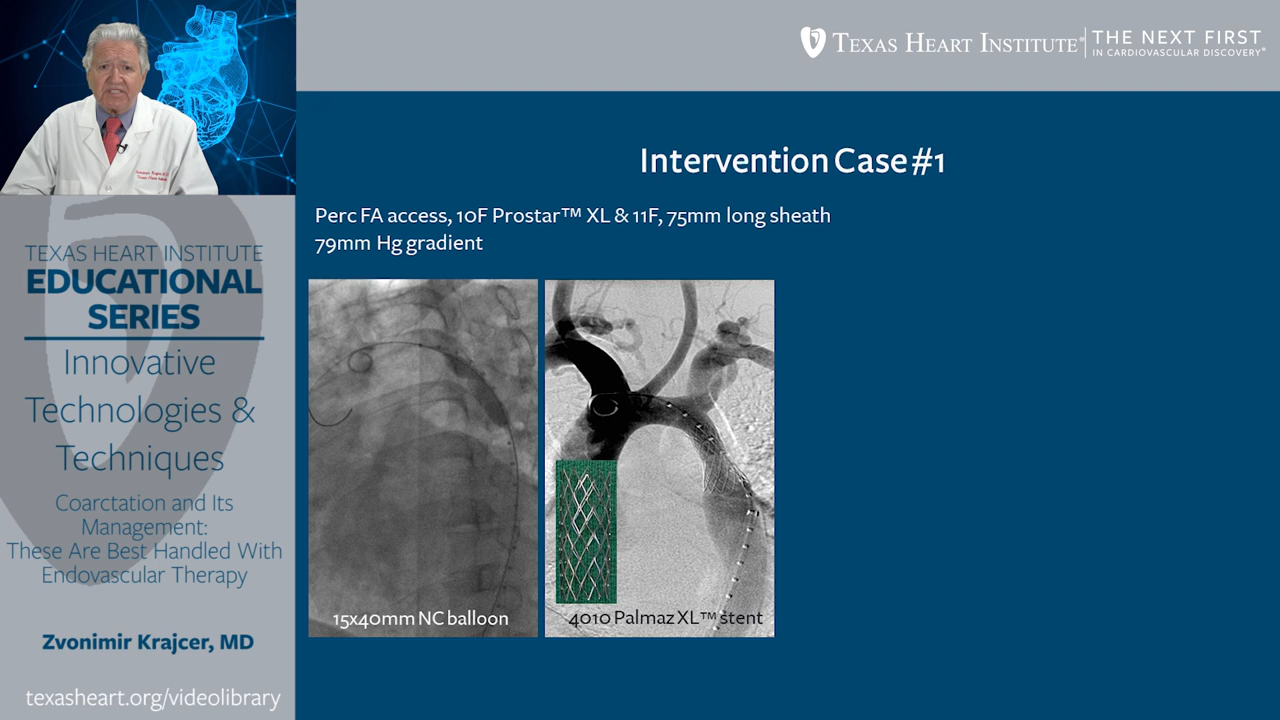 TEXAS HEART INSTITUTE®
THE NEXT FIRST
IN CARDIOVASCULAR DISCOVERY®
Intervention Case #1
Perc FA access, 10F Prostar™ XL & 11F, 75mm long sheath
79mm Hg gradient
15x40mm NC balloon
4010 Palmaz XL™ stent
TEXAS HEART INSTITUTE
EDUCATIONAL
SERIES
Innovative
Technologies &
Techniques
Coarctation and Its
Management:
These Are Best Handled With
Endovascular Therapy
Zvonimir Krajcer, MD
texasheart.org/videolibrary